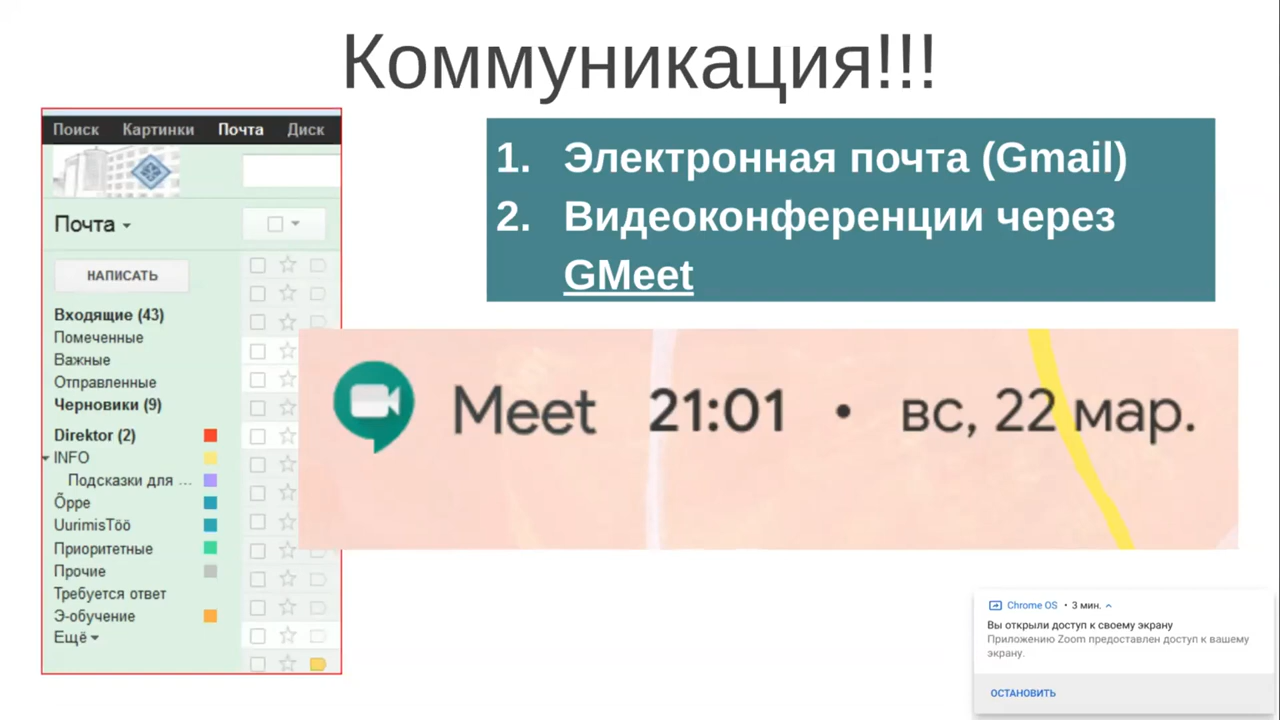 Коммуникация!!!
Поиск Картинки Почта Диск
Почта
НАПИСАТЬ
Входящие (43)
Помеченные
Важные
Отправленные
Черновики (9)
Direktor (2)
INFO
Подсказки для ...
Õppe
UurimisTöö
Приоритетные
Прочие
Требуется ответ
Э-обучение
Ещё
1. Электронная почта (Gmail)
2. Видеоконференции через
GMeet
Meet 21:01 • вс, 22 мар.
Chrome OS • 3 мин.
Вы открыли доступ к своему экрану
Приложению Zoom предоставлен доступ к вашему
экрану.
ОСТАНОВИТЬ